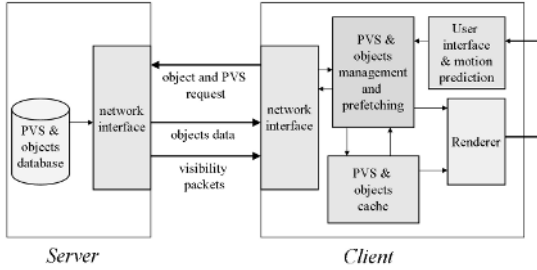 PVS &
objects
database
network
interface
object and PVS
request
objects data
visibility
packets
network
interface
PVS &
objects
management
and
prefetching
User
interface
& motion
prediction
Renderer
PVS &
objects
cache
Server
Client